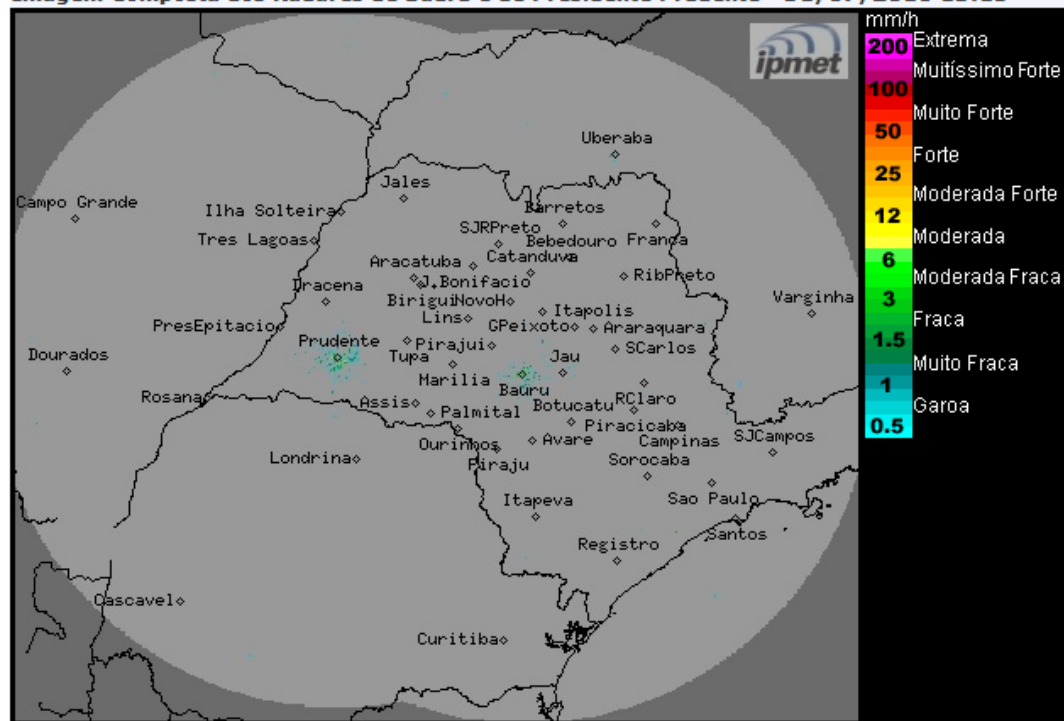 mm/h
200 Extrema
Muitíssimo Forte
100
Muito Forte
50
Forte
25
Moderada Forte
12
Moderada
6
Moderada Fraca
3
Fraca
1.5
Muito Fraca
1
Garoa
0.5
ipmet
Uberaba
Jales
Campo Grande
Ilha Solteira
Barretos
SJRPreto
Tres Lagoas
Bebedouro
Franca
Catanduva
Aracatuba
J.Bonifacio
RibPreto
Dracena
Birigui
NovoH
Itapolis
Varginha
Lins
GPeixoto
PresEpitacio
Araraquara
Prudente
Pirajui
SCarlos
Dourados
Tupa
Jau
Marilia
Bauru
Rosana
Assis
Palmital
Botucatu
RClaro
Piracicaba
SJCampos
Ourinhos
Avare
Campinas
Londrina
Piraju
Sorocaba
Itapeva
Sao Paulo
Santos
Registro
Cascavel
Curitiba